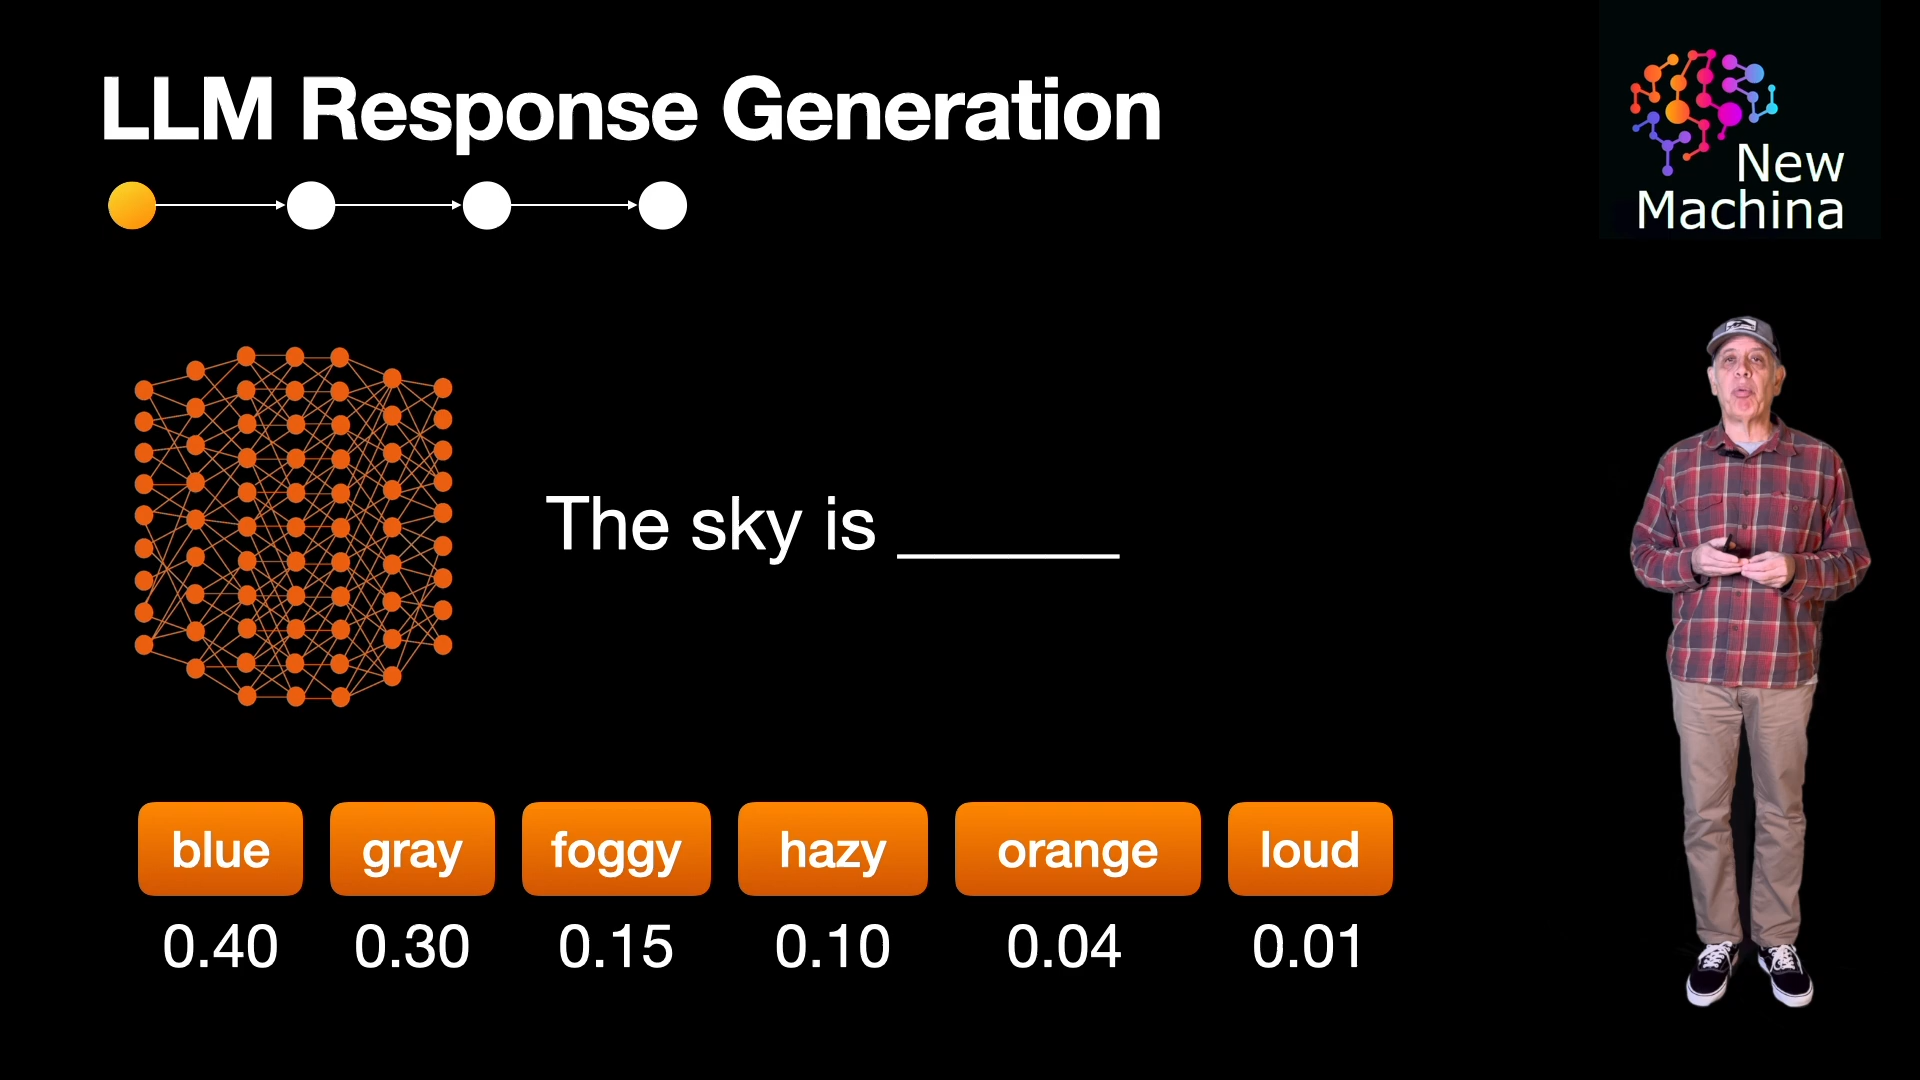 LLM Response Generation
New
Machina
The sky is ______
blue gray foggy hazy orange loud
0.40 0.30 0.15 0.10 0.04 0.01